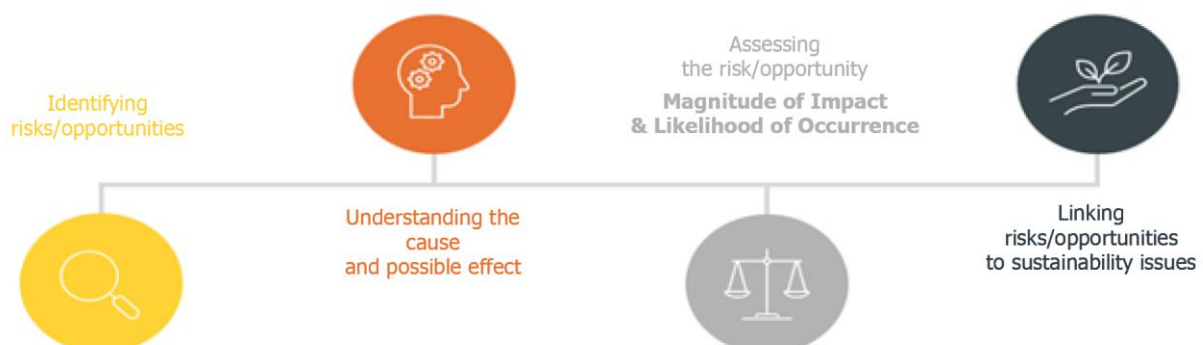 Identifying
risks/opportunities
Understanding the
cause
and possible effect
Assessing
the risk/opportunity
Magnitude of Impact
& Likelihood of Occurrence
Linking
risks/opportunities
to sustainability issues